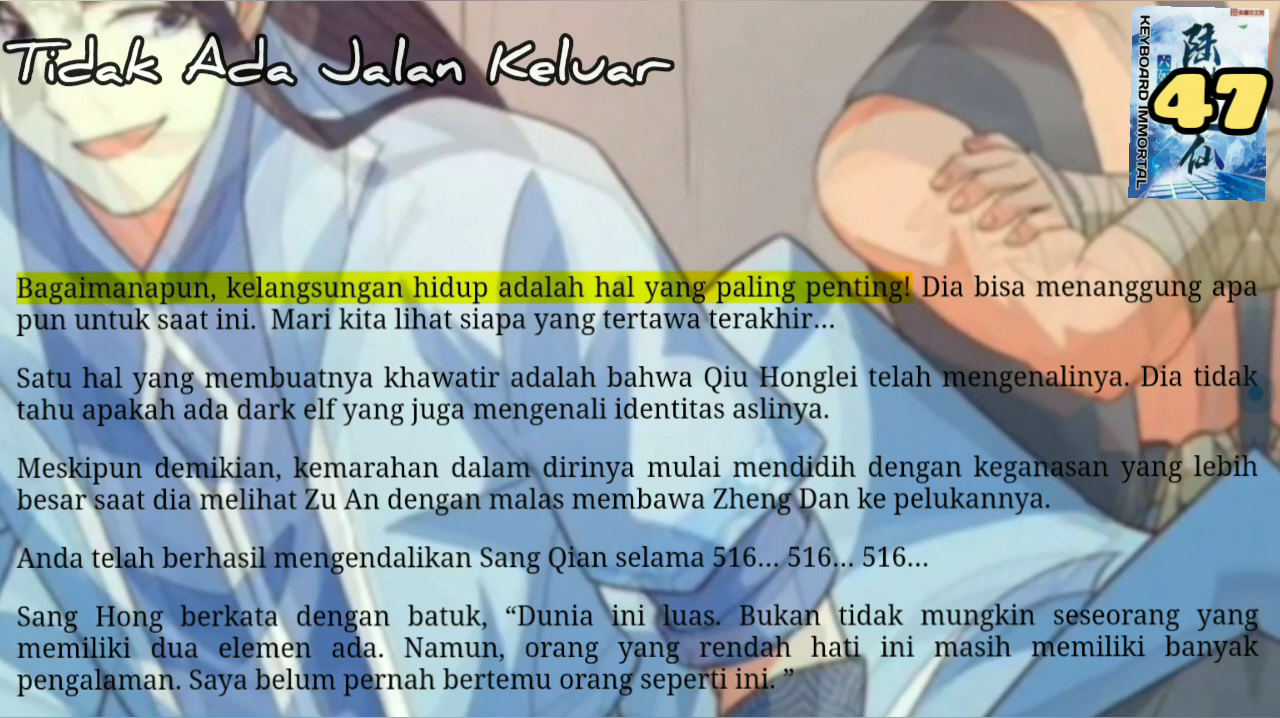 Tidak Ada Jalan Keluar
KEYBOARD IMMORTAL
陆
仙
47
Bagaimanapun, kelangsungan hidup adalah hal yang paling penting! Dia bisa menanggung apa
pun untuk saat ini.  Mari kita lihat siapa yang tertawa terakhir...
Satu hal yang membuatnya khawatir adalah bahwa Qiu Honglei telah mengenalinya. Dia tidak
tahu apakah ada dark elf yang juga mengenali identitas aslinya.
Meskipun demikian, kemarahan dalam dirinya mulai mendidih dengan keganasan yang lebih
besar saat dia melihat Zu An dengan malas membawa Zheng Dan ke pelukannya.
Anda telah berhasil mengendalikan Sang Qian selama 516... 516... 516...
Sang Hong berkata dengan batuk, “Dunia ini luas. Bukan tidak mungkin seseorang yang
memiliki dua elemen ada. Namun, orang yang rendah hati ini masih memiliki banyak
pengalaman. Saya belum pernah bertemu orang seperti ini. ”